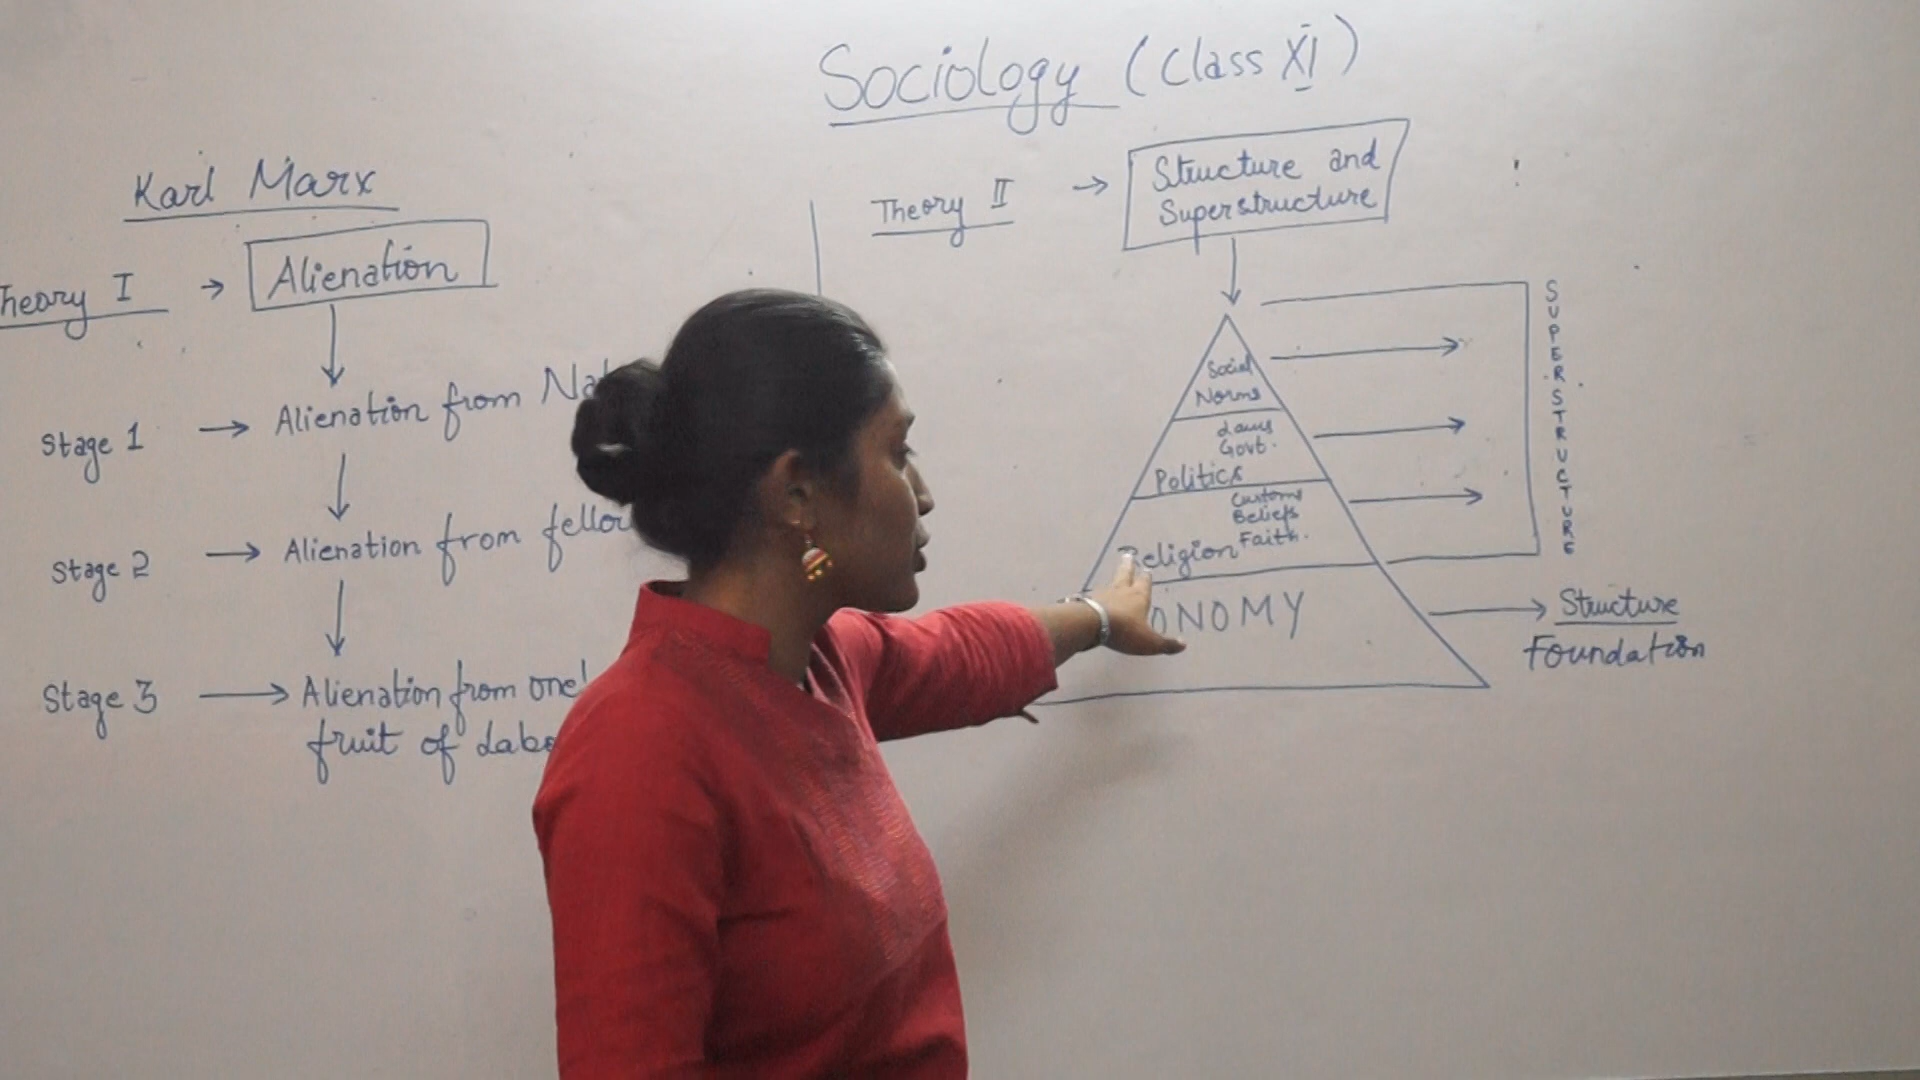 Sociology (Class XI)
Karl Marx
Theory I → Alienation
Stage 1 → Alienation from
Stage 2 → Alienation from
Stage 3 → Alienation from
fruit of
Theory II → Structure and
Superstructure
Social
Norms
Laws
Govt.
Politics
Customs
Beliefs
Faith.
Religion
SUPERSTRUCTURE
Structure
Foundation